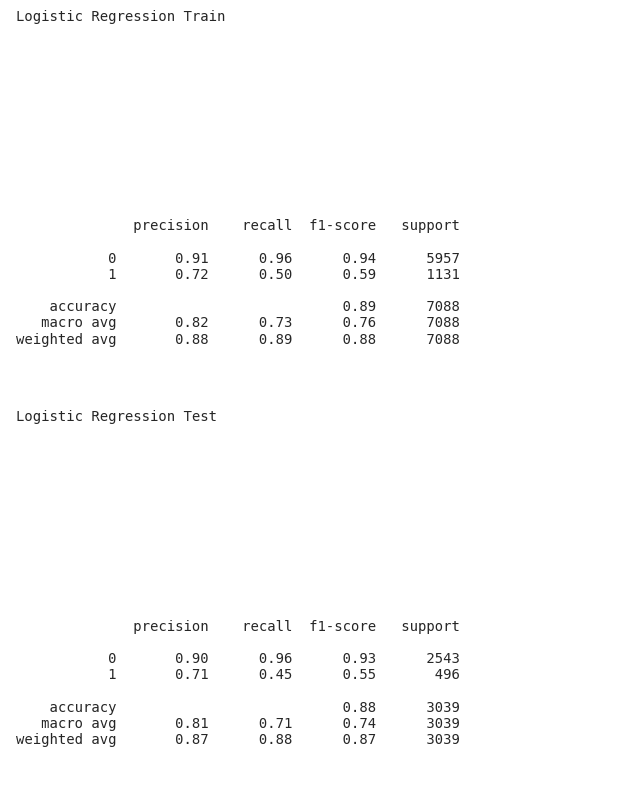 Logistic Regression Train
precision recall f1-score support
0 0.91 0.96 0.94 5957
1 0.72 0.50 0.59 1131
accuracy 0.89 7088
macro avg 0.82 0.73 0.76 7088
weighted avg 0.88 0.89 0.88 7088
Logistic Regression Test
precision recall f1-score support
0 0.90 0.96 0.93 2543
1 0.71 0.45 0.55 496
accuracy 0.88 3039
macro avg 0.81 0.71 0.74 3039
weighted avg 0.87 0.88 0.87 3039